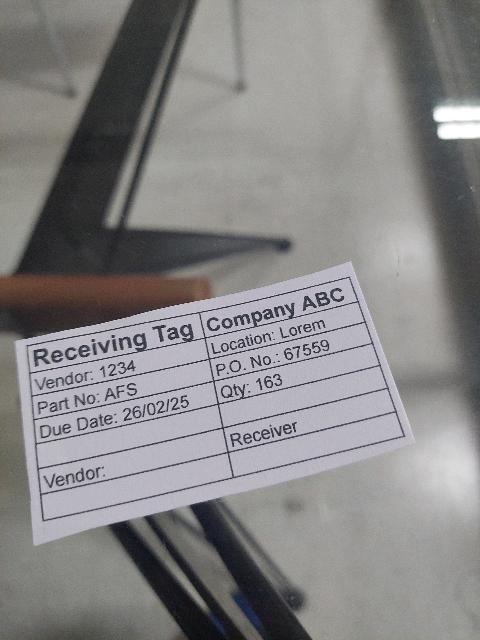 Receiving Tag Company ABC
Vendor: 1234 Location: Lorem
Part No: AFS P.O. No.: 67559
Due Date: 26/02/25 Qty: 163
Vendor: Receiver